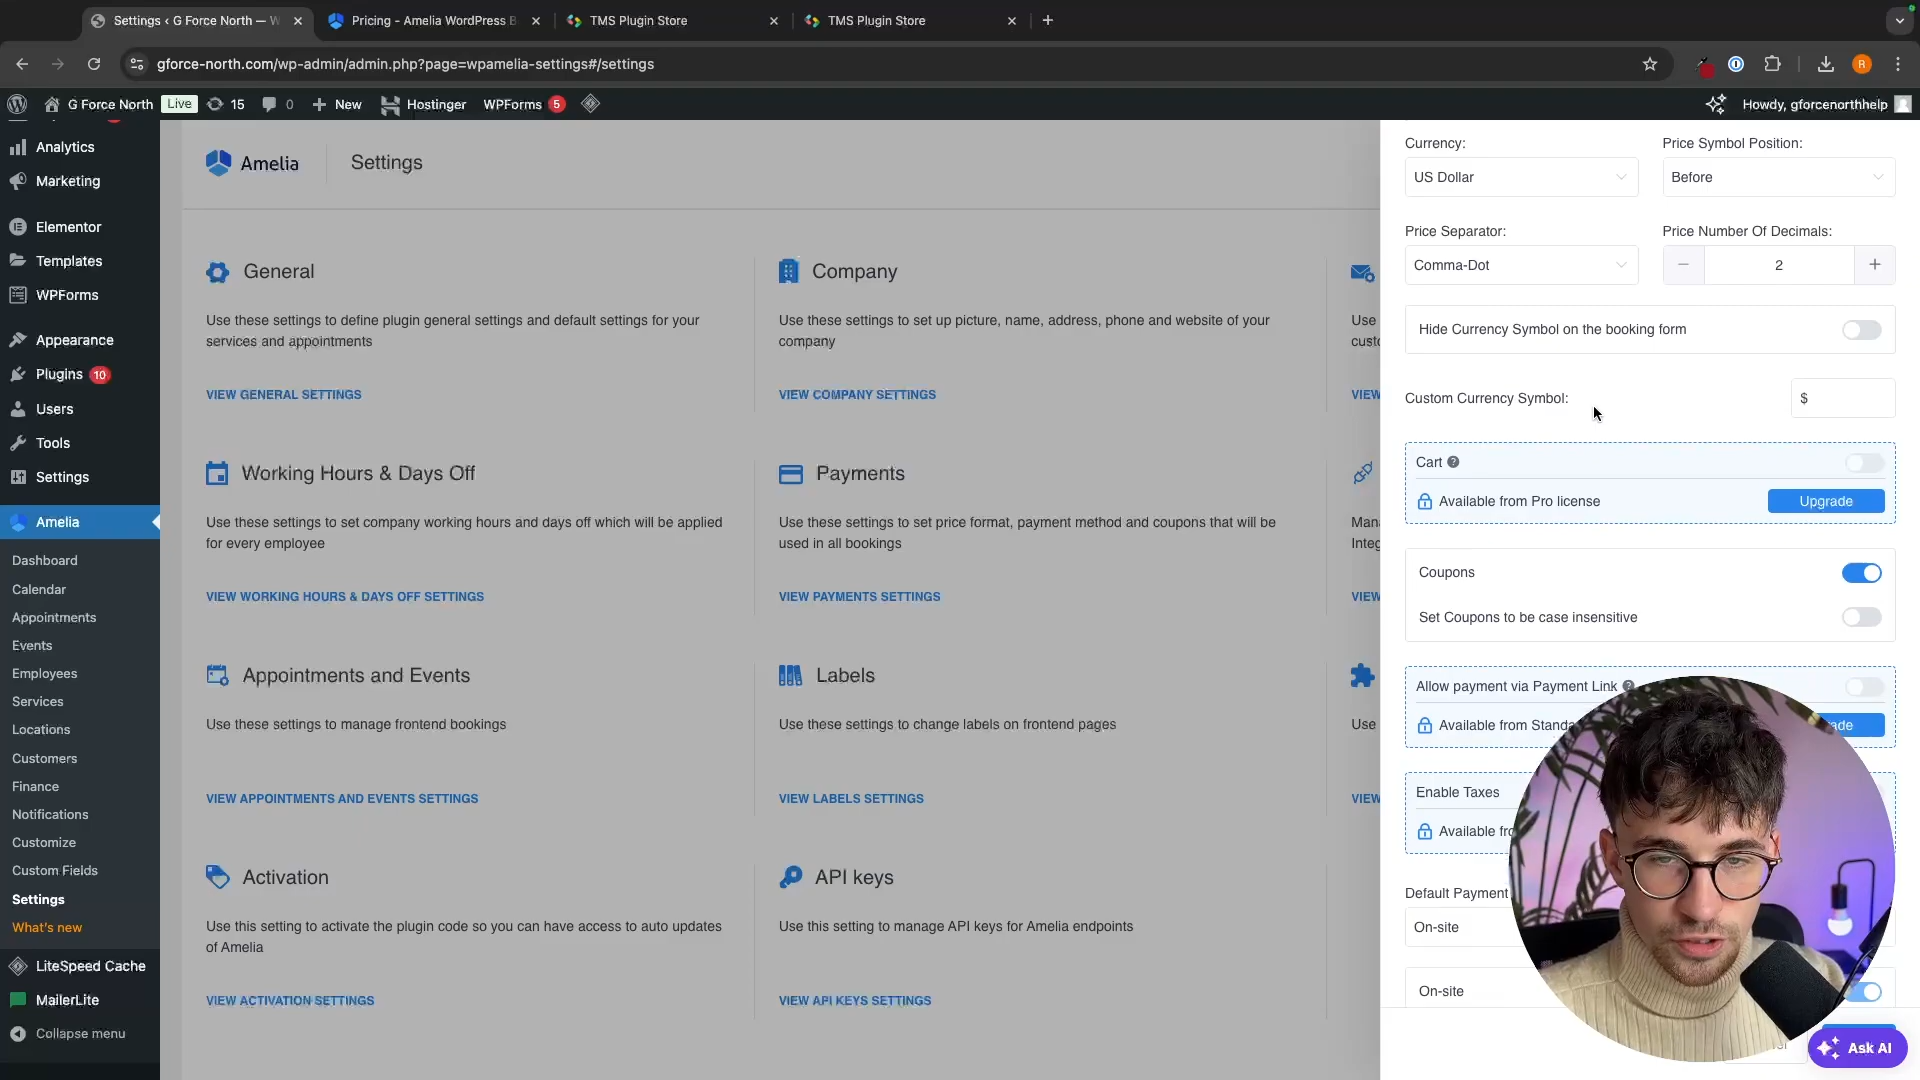 Settings ‹ G Force North — W
Pricing - Amelia WordPress B
TMS Plugin Store
TMS Plugin Store
gforce-north.com/wp-admin/admin.php?page=wpamelia-settings#/settings
R
G Force North
Live
15
0
New
Hostinger
WPForms
5
Howdy, gforcenorthhelp
Analytics
Marketing
Elementor
Templates
WPForms
Appearance
Plugins 10
Users
Tools
Settings
Amelia
Dashboard
Calendar
Appointments
Events
Employees
Services
Locations
Customers
Finance
Notifications
Customize
Custom Fields
Settings
What's new
LiteSpeed Cache
MailerLite
Collapse menu
Amelia
Settings
General
Use these settings to define plugin general settings and default settings for your
services and appointments
VIEW GENERAL SETTINGS
Company
Use these settings to set up picture, name, address, phone and website of your
company
VIEW COMPANY SETTINGS
Use
VIEW
Working Hours & Days Off
Use these settings to set company working hours and days off which will be applied
for every employee
VIEW WORKING HOURS & DAYS OFF SETTINGS
Payments
Use these settings to set price format, payment method and coupons that will be
used in all bookings
VIEW PAYMENTS SETTINGS
VIEW
Appointments and Events
Use these settings to manage frontend bookings
VIEW APPOINTMENTS AND EVENTS SETTINGS
Labels
Use these settings to change labels on frontend pages
VIEW LABELS SETTINGS
Use
VIEW
Activation
Use this setting to activate the plugin code so you can have access to auto updates
of Amelia
VIEW ACTIVATION SETTINGS
API keys
Use this setting to manage API keys for Amelia endpoints
VIEW API KEYS SETTINGS
Currency:
US Dollar
Price Symbol Position:
Before
Price Separator:
Comma-Dot
Price Number Of Decimals:
2
Hide Currency Symbol on the booking form
Custom Currency Symbol:
$
Cart
Available from Pro license
Upgrade
Coupons
Set Coupons to be case insensitive
Allow payment via Payment Link
Available from Standa
ade
Enable Taxes
Available fro
Default Payment
On-site
On-site
Ask AI